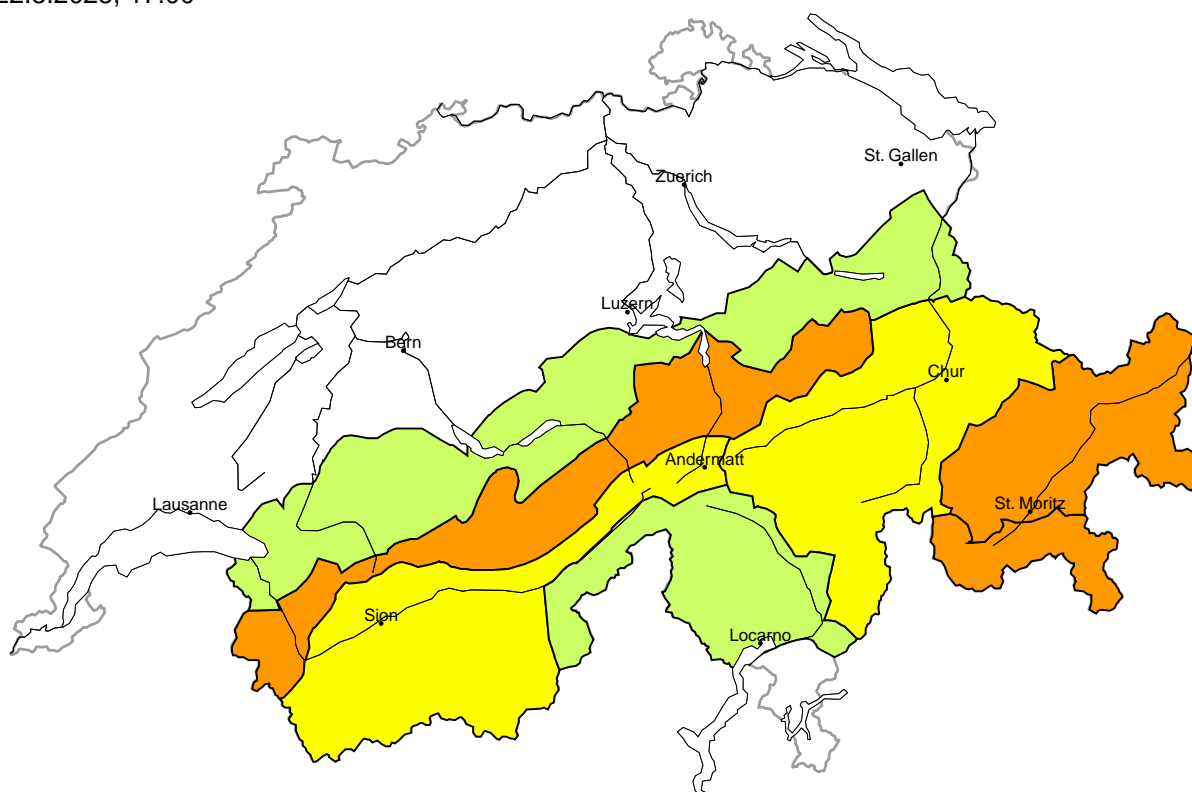 St. Gallen
Zuerich
Luzern
Bern
Chur
Andermatt
Lausanne
St. Moritz
Sion
Locarno